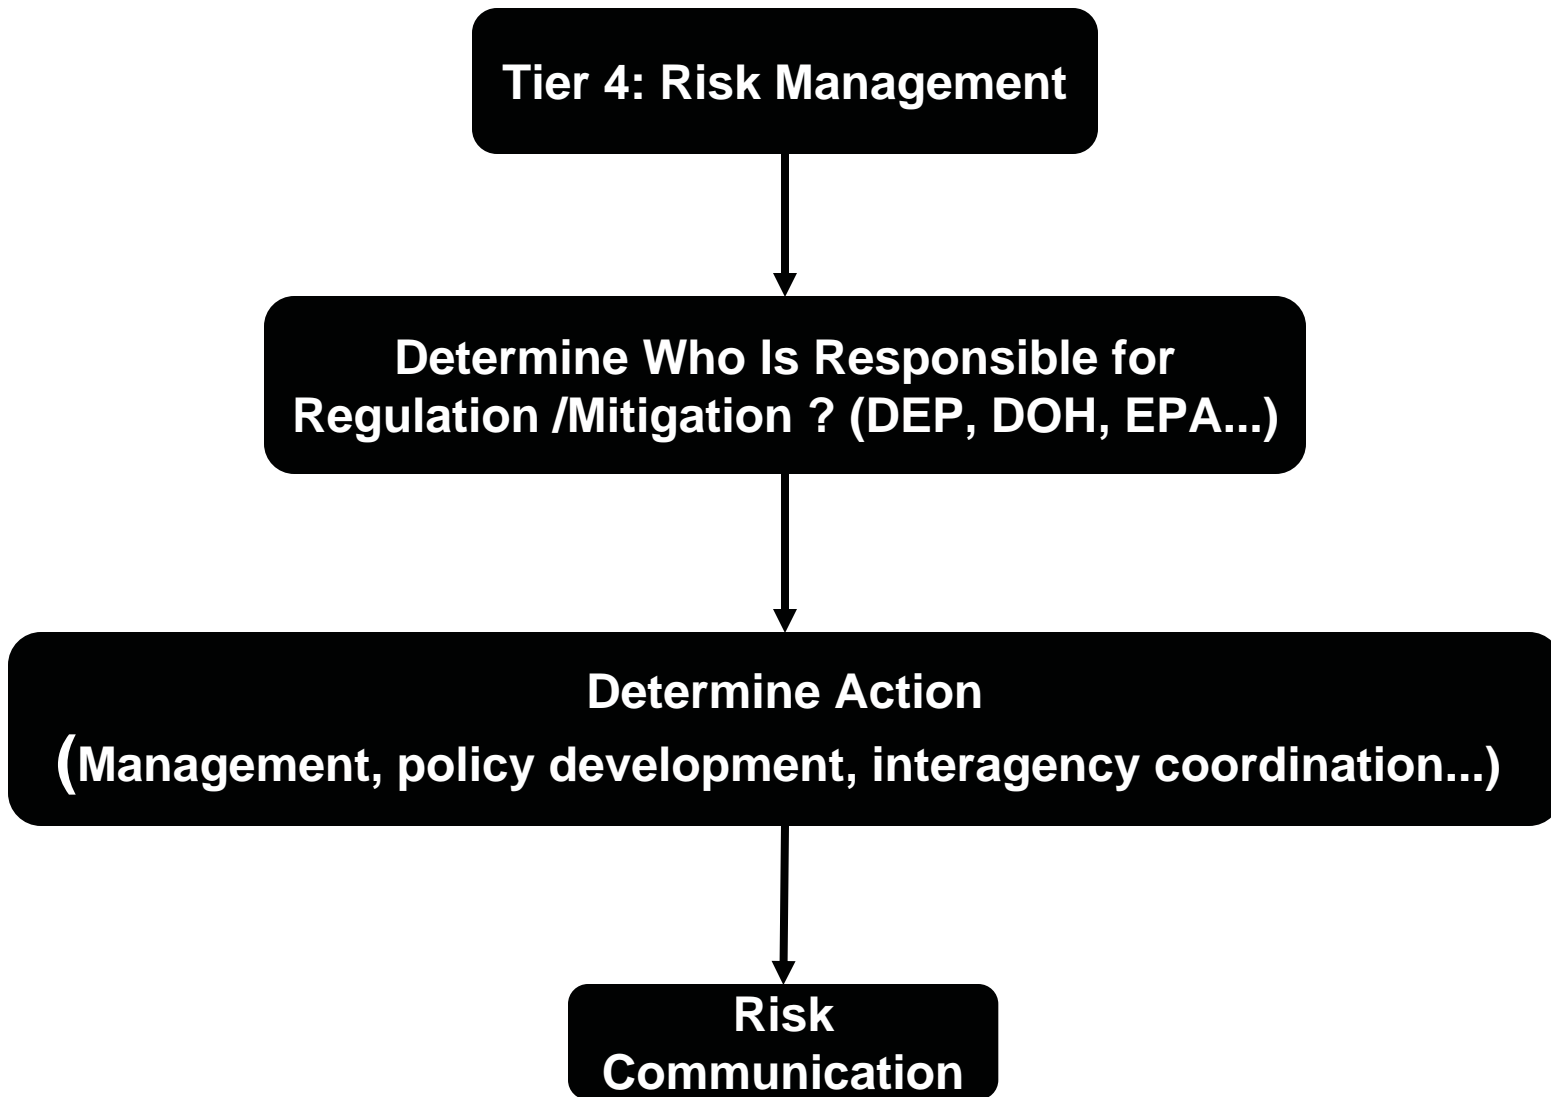 Tier 4: Risk Management
Determine Who Is Responsible for
Regulation /Mitigation ? (DEP, DOH, EPA...)
Determine Action
(Management, policy development, interagency coordination...)
Risk
Communication